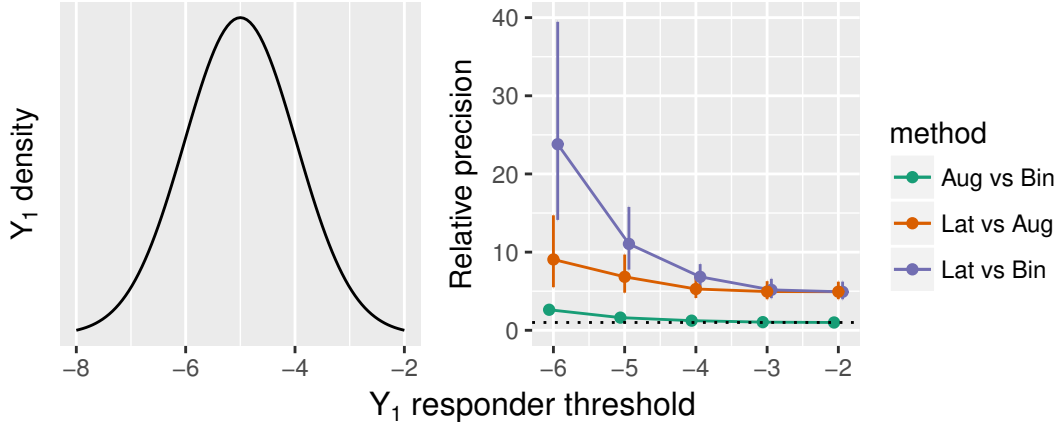 Y1 density
−8
−6
−4
−2
Relative precision
40
30
20
10
0
−6
−5
−4
−3
−2
Y1 responder threshold
method
Aug vs Bin
Lat vs Aug
Lat vs Bin